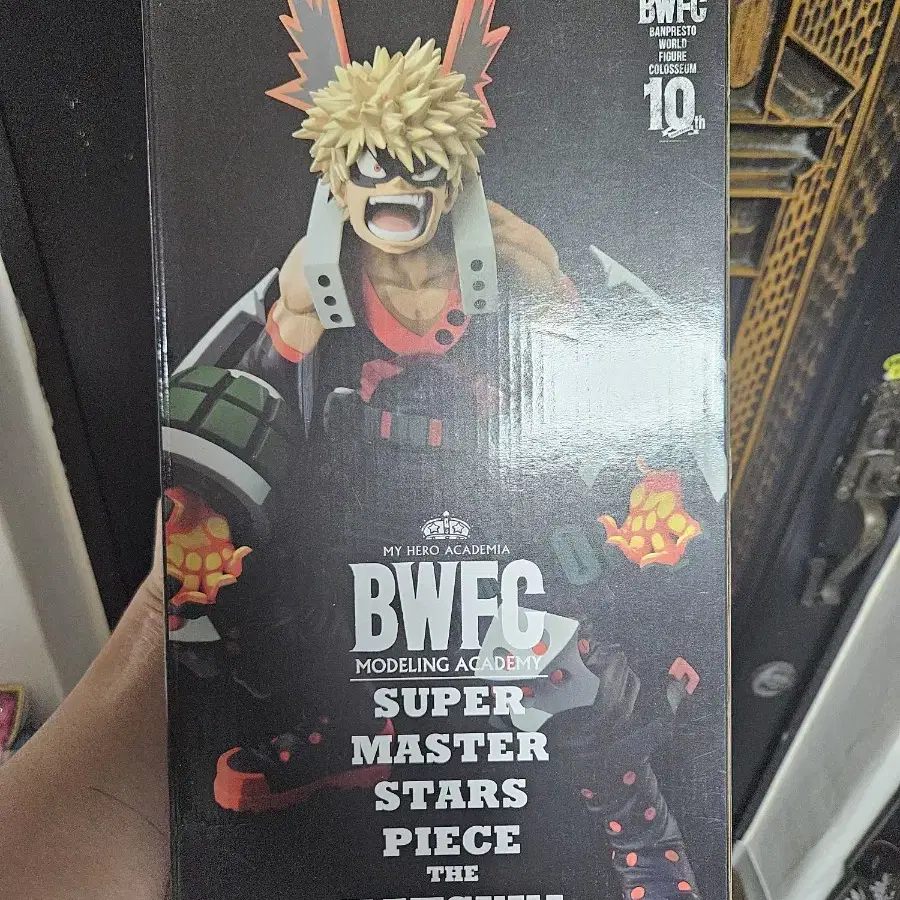 BWFC
BANPRESTO
WORLD
FIGURE
COLOSSEUM
10th
MY HERO ACADEMIA
BWFC
MODELING ACADEMY
SUPER
MASTER
STARS
PIECE
THE